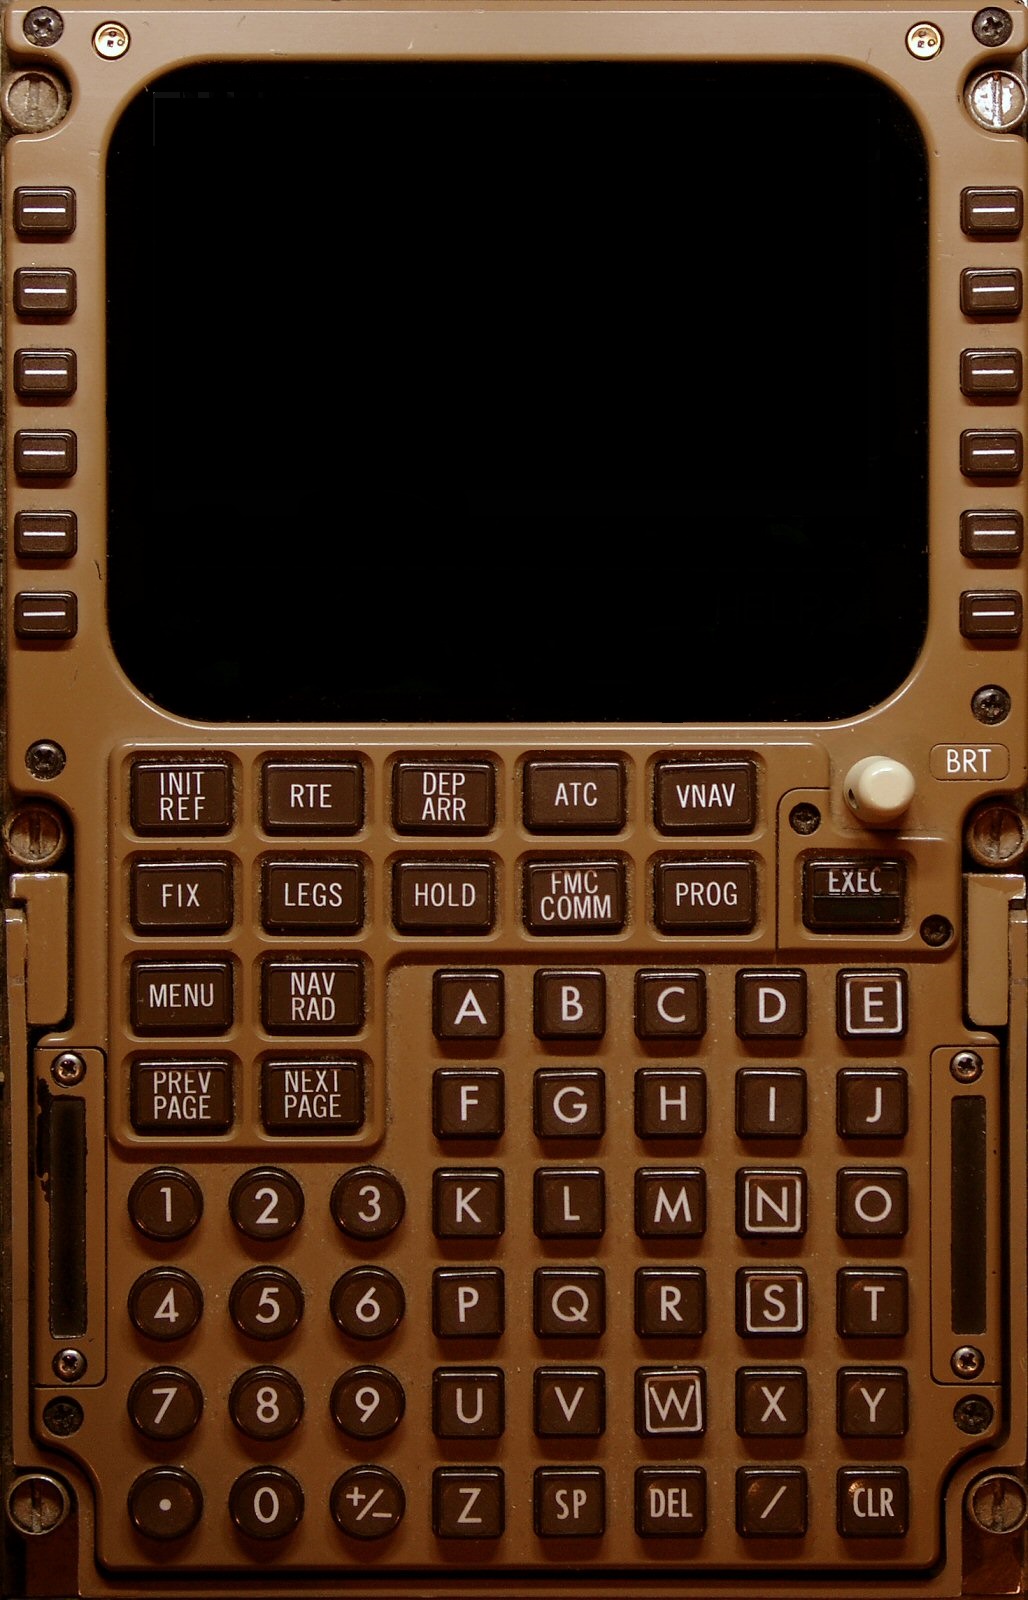 BRT
INIT
REF
RTE
DEP
ARR
ATC
VNAV
FIX
LEGS
HOLD
FMC
COMM
PROG
EXEC
MENU
NAV
RAD
PREV
PAGE
NEXT
PAGE
A B C D E
F G H I J
1 2 3 K L M N O
4 5 6 P Q R S T
7 8 9 U V W X Y
. 0 +/- Z SP DEL / CLR